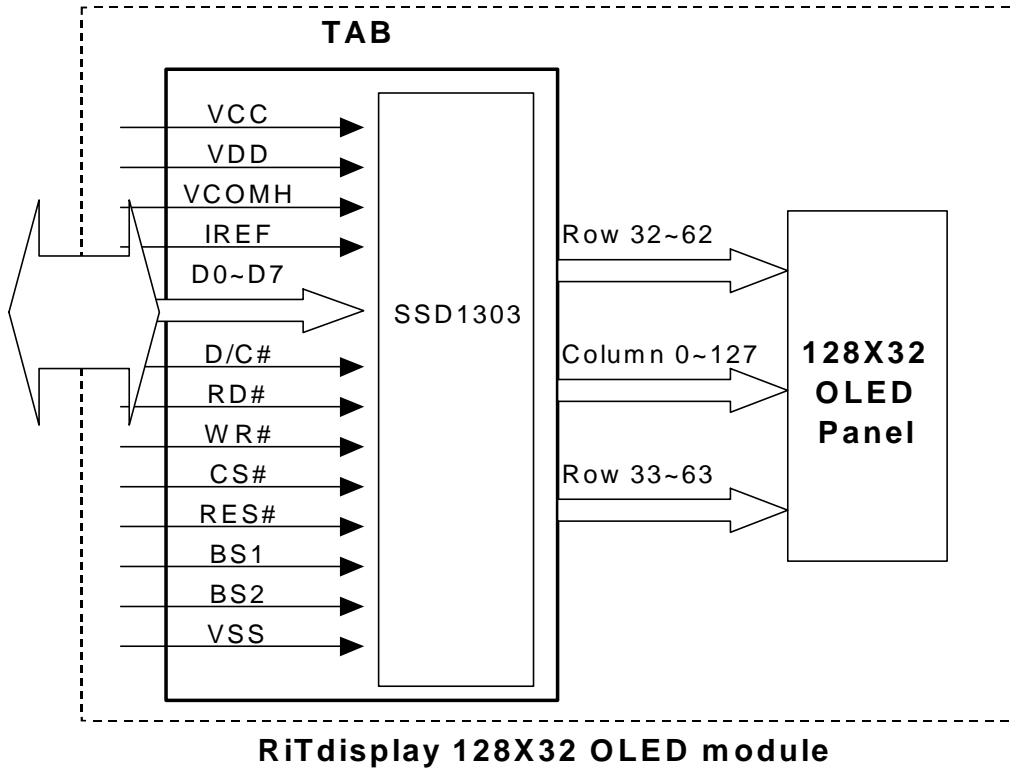 TAB
VCC
VDD
VCOMH
IREF
D0~D7
D/C#
RD#
WR#
CS#
RES#
BS1
BS2
VSS
SSD1303
Row 32~62
Column 0~127
Row 33~63
128X32
OLED
Panel
RiTdisplay 128X32 OLED module